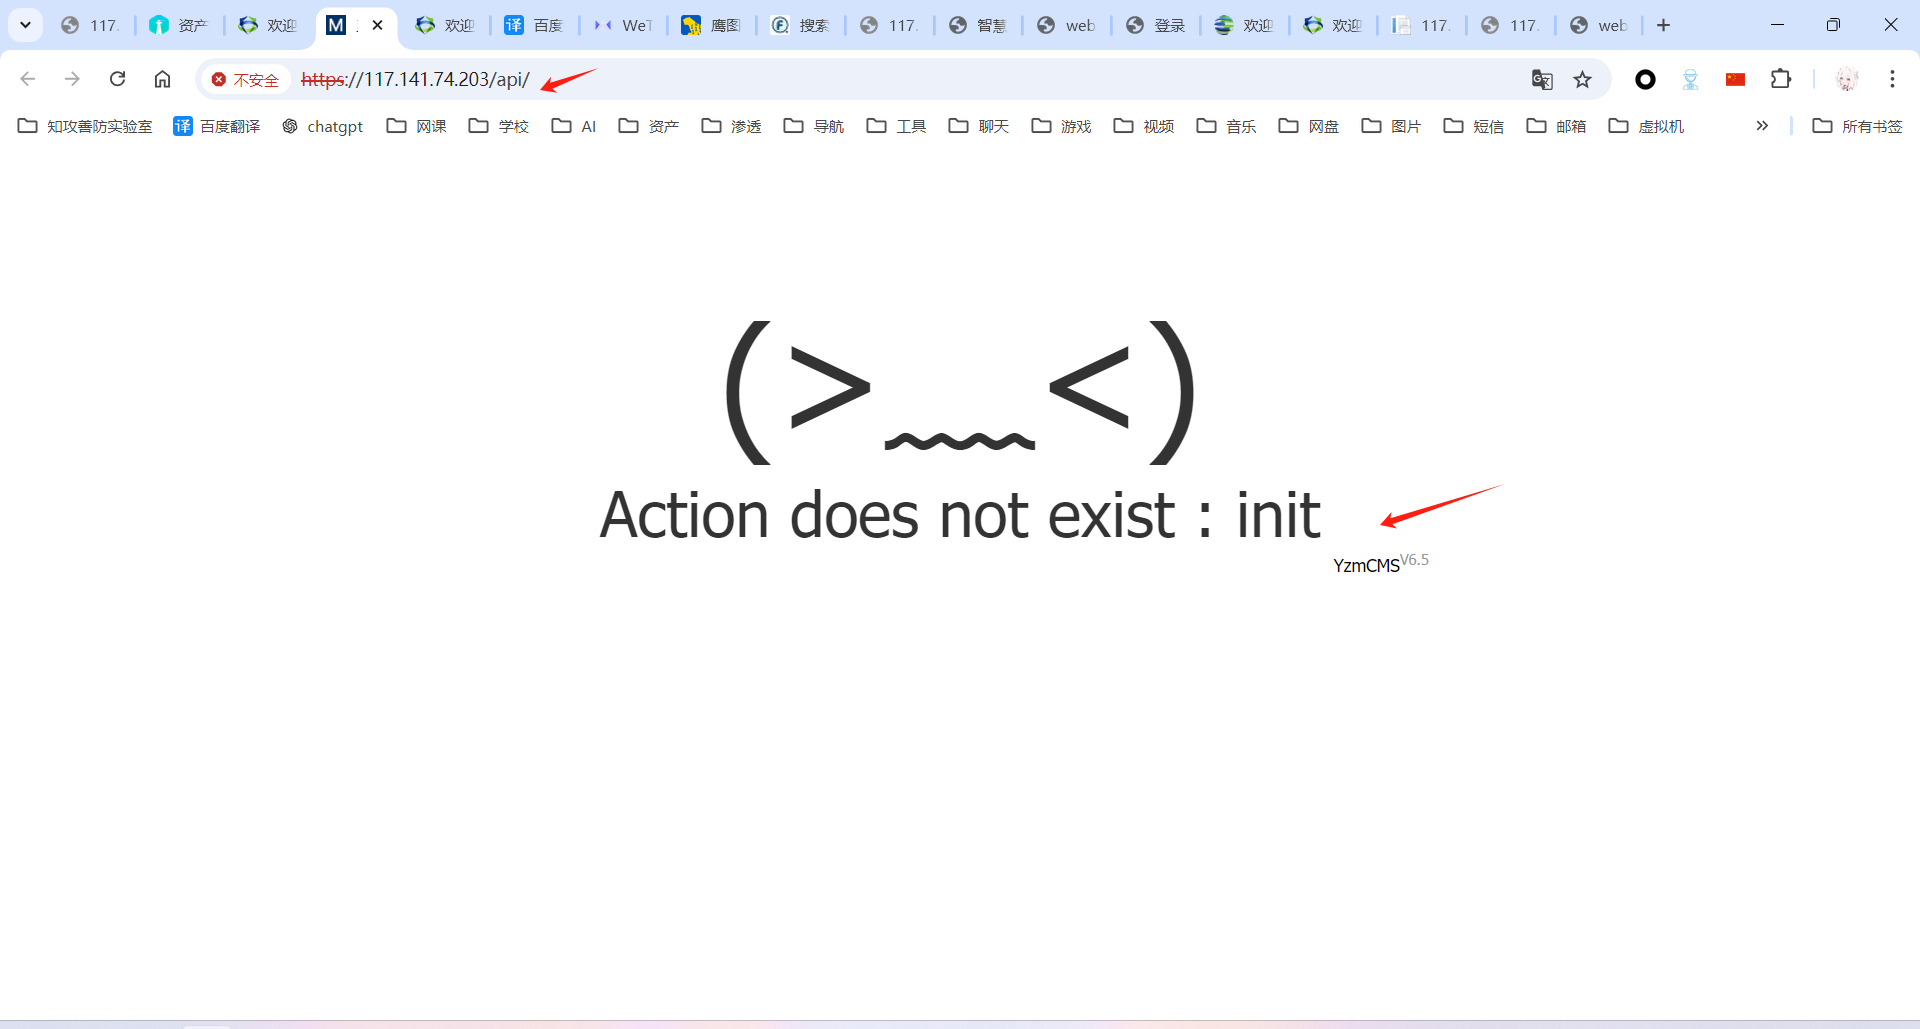 117. 资产 欢迎 M 欢迎 译 百度 WeT 鹰图 搜索 117. 智慧 web 登录 欢迎 欢迎 117. 117. web
不安全 https://117.141.74.203/api/
知攻善防实验室 译 百度翻译 chatgpt 网课 学校 AI 资产 渗透 导航 工具 聊天 游戏 视频 音乐 网盘 图片 短信 邮箱 虚拟机 所有书签
(>﹏<)
Action does not exist : init
YzmCMS V6.5